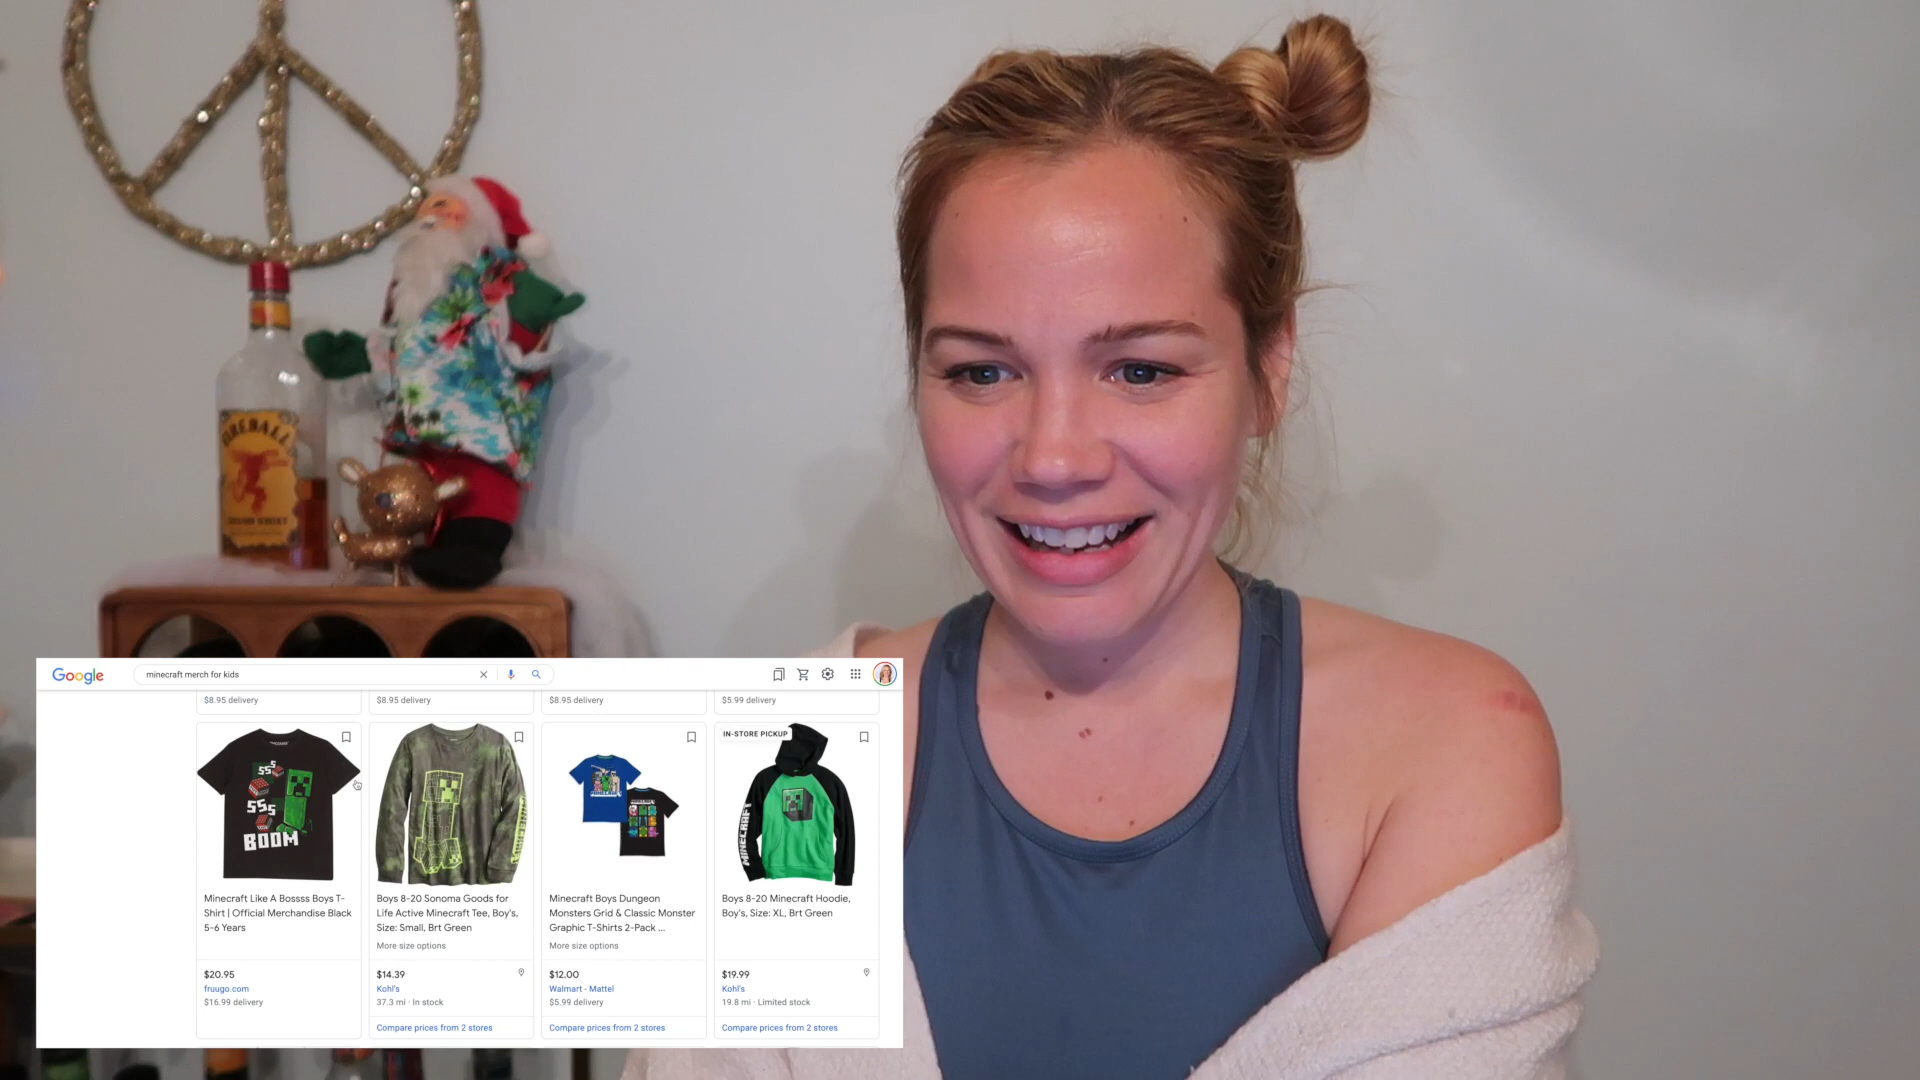 FIREBALL
Google
minecraft merch for kids
$8.95 delivery
$8.95 delivery
$8.95 delivery
$5.99 delivery
IN-STORE PICKUP
SSS
SSS
BOOM
MINECRAFT
MINECRAFT
Minecraft Like A Bossss Boys T-
Shirt | Official Merchandise Black
5-6 Years
$20.95
fruugo.com
$16.99 delivery
Boys 8-20 Sonoma Goods for
Life Active Minecraft Tee, Boy's,
Size: Small, Brt Green
More size options
$14.39
Kohl's
37.3 mi · In stock
Compare prices from 2 stores
Minecraft Boys Dungeon
Monsters Grid & Classic Monster
Graphic T-Shirts 2-Pack ...
More size options
$12.00
Walmart - Mattel
$5.99 delivery
Compare prices from 2 stores
Boys 8-20 Minecraft Hoodie,
Boy's, Size: XL, Brt Green
$19.99
Kohl's
19.8 mi · Limited stock
Compare prices from 2 stores